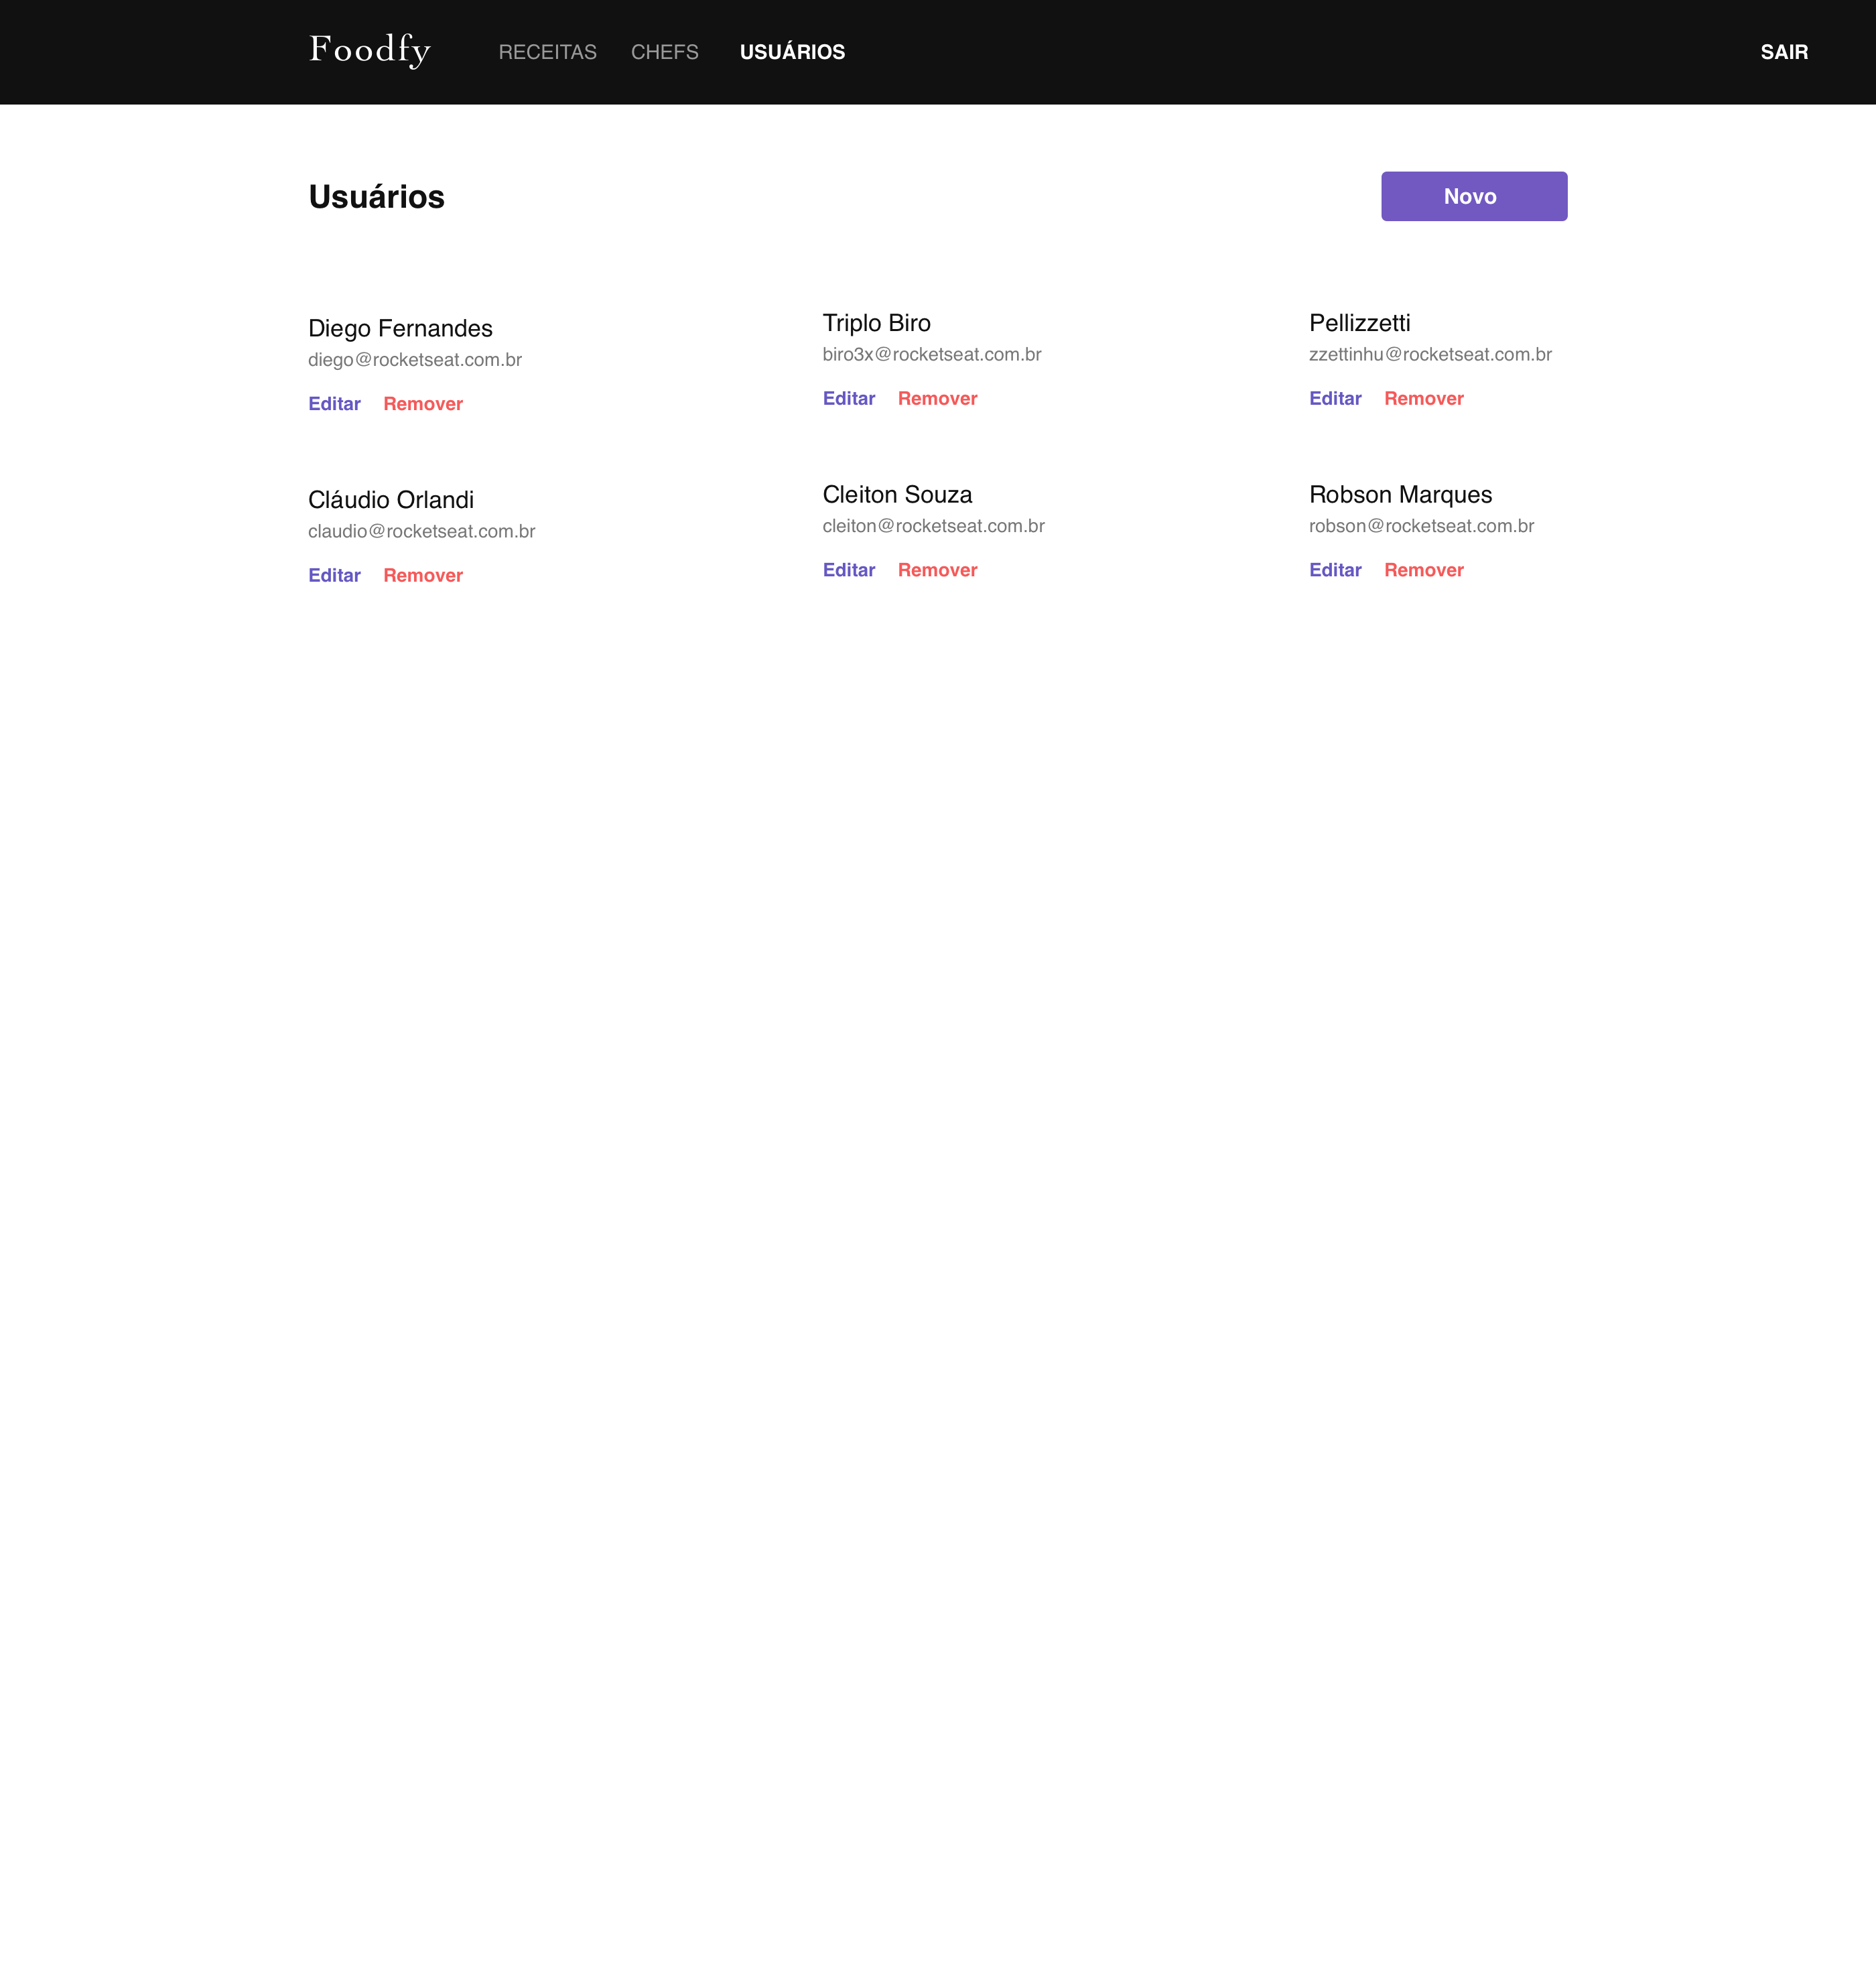 Foodfy RECEITAS CHEFS USUÁRIOS SAIR
Usuários Novo
Diego Fernandes
diego@rocketseat.com.br
Editar Remover
Triplo Biro
biro3x@rocketseat.com.br
Editar Remover
Pellizzetti
zzettinhu@rocketseat.com.br
Editar Remover
Cláudio Orlandi
claudio@rocketseat.com.br
Editar Remover
Cleiton Souza
cleiton@rocketseat.com.br
Editar Remover
Robson Marques
robson@rocketseat.com.br
Editar Remover